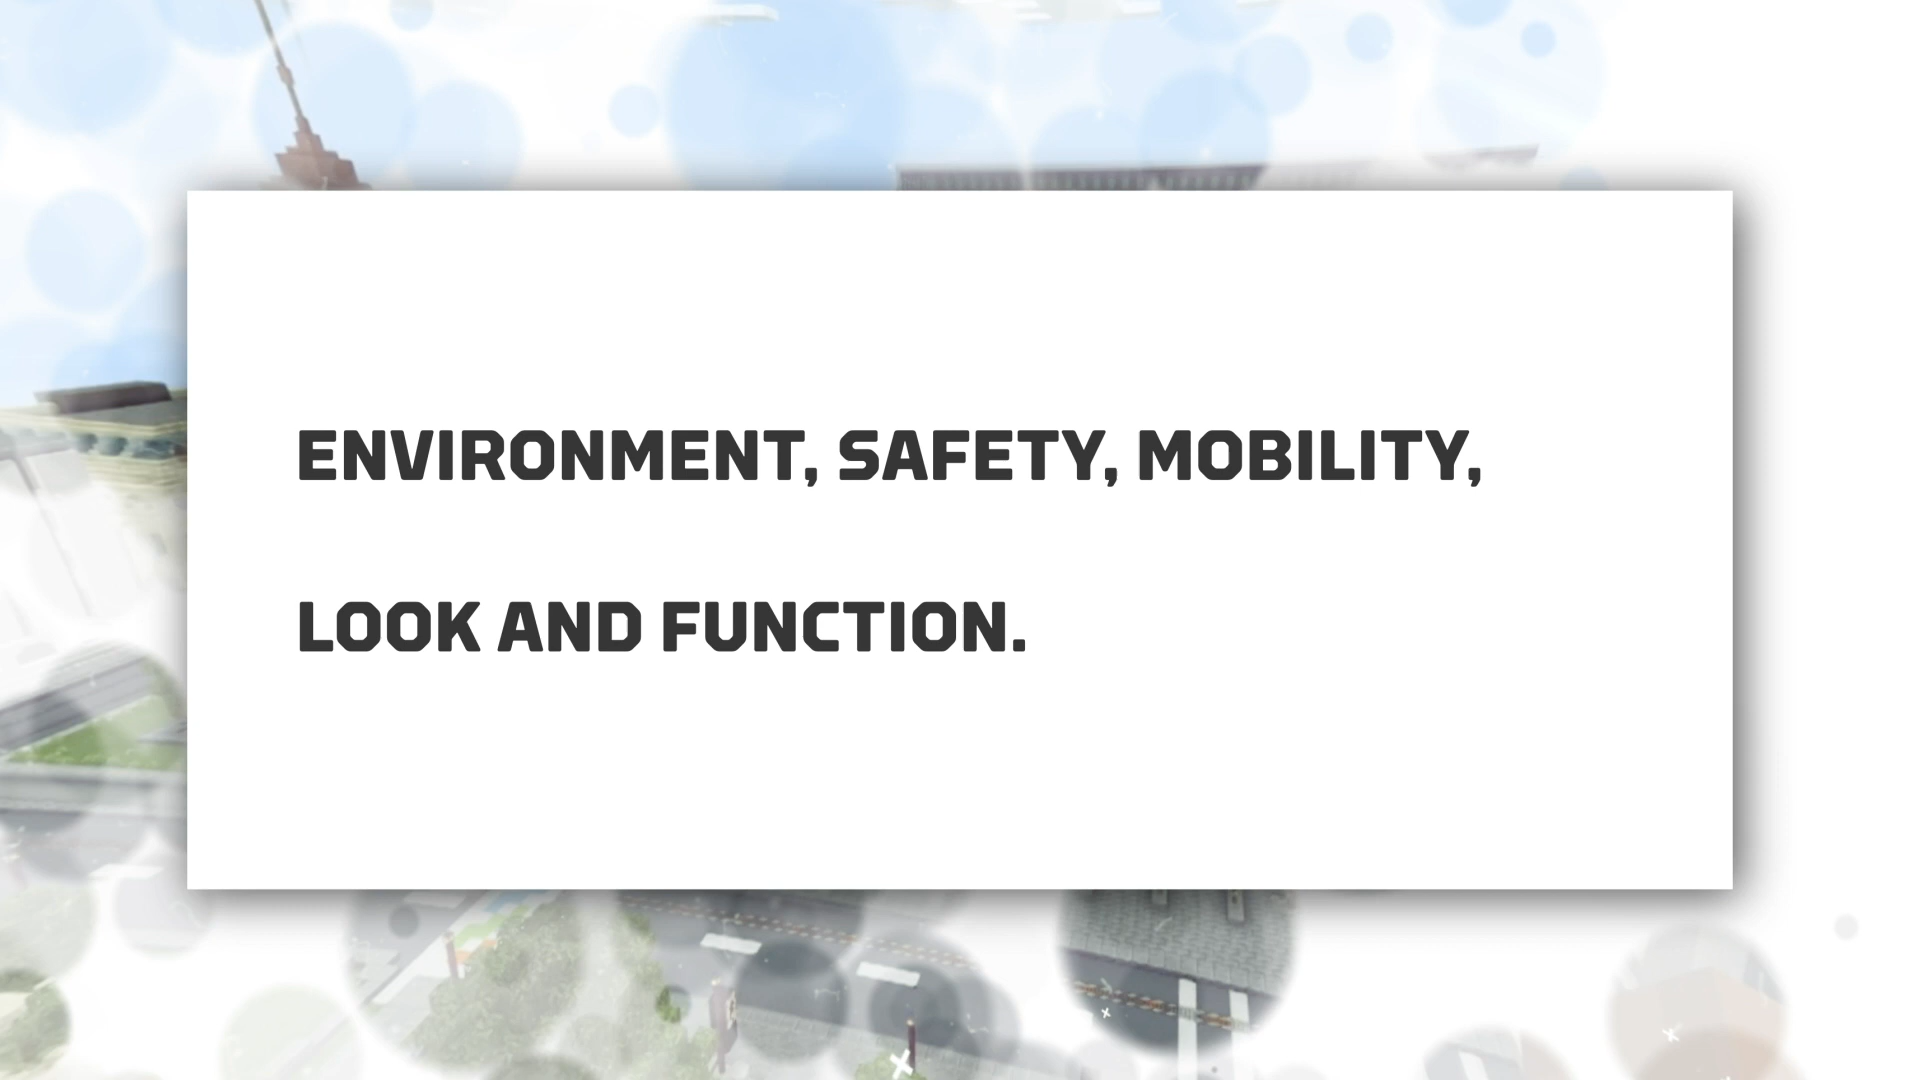 ENVIRONMENT, SAFETY, MOBILITY,
LOOK AND FUNCTION.